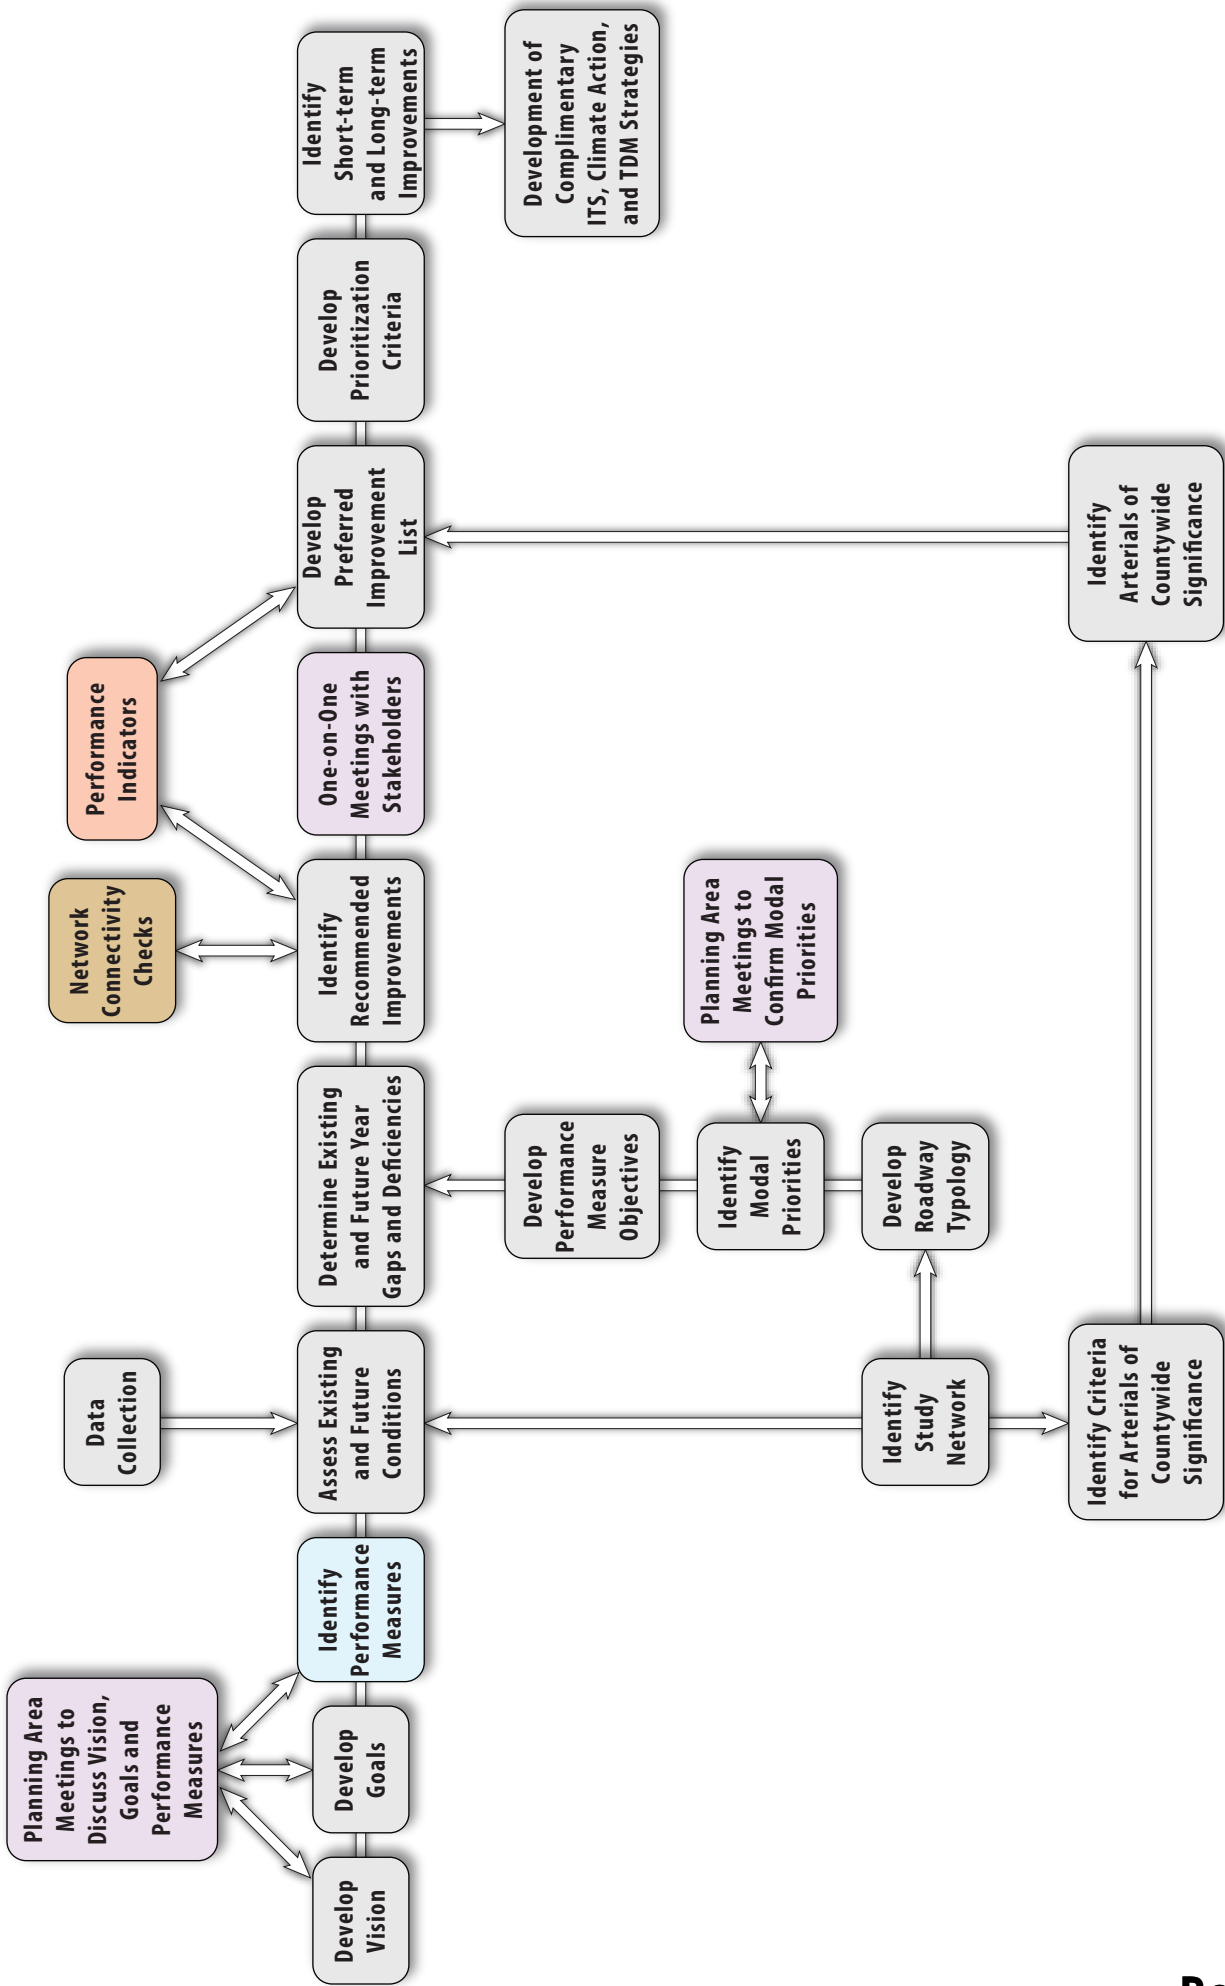 Planning Area
Meetings to
Discuss Vision,
Goals and
Performance
Measures
Data
Collection
Network
Connectivity
Checks
Performance
Indicators
Develop
Vision
Develop
Goals
Identify
Performance
Measures
Assess Existing
and Future
Conditions
Determine Existing
and Future Year
Gaps and Deficiencies
Identify
Recommended
Improvements
One-on-One
Meetings with
Stakeholders
Develop
Preferred
Improvement
List
Develop
Prioritization
Criteria
Identify
Short-term
and Long-term
Improvements
Develop
Performance
Measure
Objectives
Development of
Complimentary
ITS, Climate Action,
and TDM Strategies
Identify
Modal
Priorities
Planning Area
Meetings to
Confirm Modal
Priorities
Identify
Study
Network
Develop
Roadway
Typology
Identify Criteria
for Arterials of
Countywide
Significance
Identify
Arterials of
Countywide
Significance